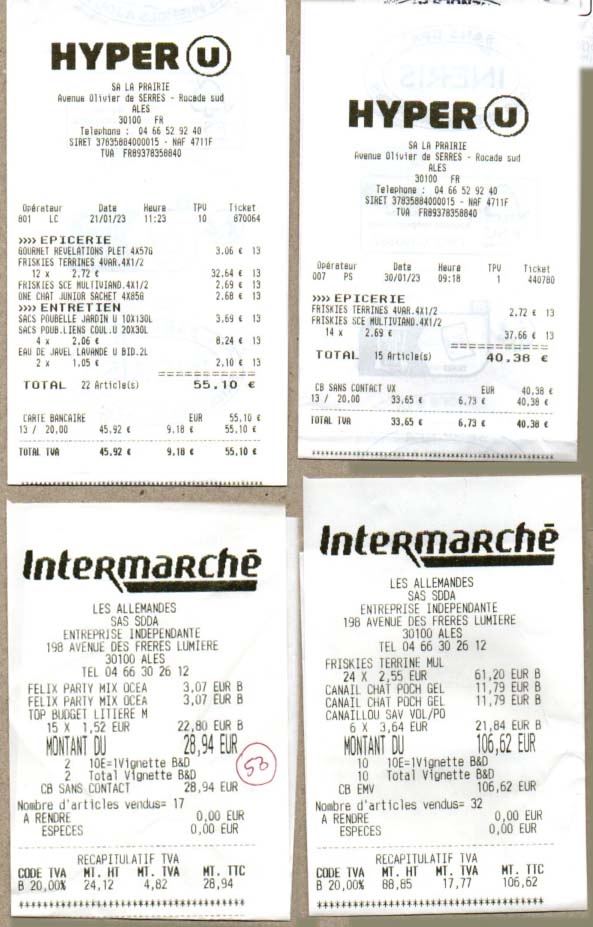 HYPER U
SA LA PRAIRIE
Avenue Olivier de SERRES - Rocade sud
ALES
30100 FR
Telephone : 04 66 52 92 40
SIRET 37835884000015 - NAF 4711F
TVA FR89378358840
Opérateur Date Heure TPV Ticket
801 LC 21/01/23 11:23 10 870064
»»» EPICERIE
GOURMET REVELATIONS PLET 4X57G 3.06 € 13
FRISKIES TERRINES 4VAR.4X1/2
12 x 2.72 € 32.64 € 13
FRISKIES SCE MULTIVIAND.4X1/2 2.69 € 13
ONE CHAT JUNIOR SACHET 4X85G 2.68 € 13
»»» ENTRETIEN
SACS POUBELLE JARDIN U 10X130L 3.69 € 13
SACS POUB.LIENS COUL.U 20X30L
4 x 2.06 € 8.24 € 13
EAU DE JAVEL LAVANDE U BID.2L
2 x 1.05 € 2.10 € 13
===============
TOTAL 22 Article(s) 55.10 €
CARTE BANCAIRE EUR 55,10 €
13 / 20,00 45,92 € 9,18 € 55,10 €
TOTAL TVA 45,92 € 9,18 € 55,10 €
HYPER U
SA LA PRAIRIE
Avenue Olivier de SERRES - Rocade sud
ALES
30100 FR
Telephone : 04 66 52 92 40
SIRET 37835884000015 - NAF 4711F
TVA FR89378358840
Opérateur Date Heure TPV Ticket
007 PS 30/01/23 09:18 1 440780
»»» EPICERIE
FRISKIES TERRINES 4VAR.4X1/2 2.72 € 13
FRISKIES SCE MULTIVIAND.4X1/2
14 x 2.69 € 37.66 € 13
===============
TOTAL 15 Article(s) 40.38 €
CB SANS CONTACT VX EUR 40,38 €
13 / 20,00 33,65 € 6,73 € 40,38 €
TOTAL TVA 33,65 € 6,73 € 40,38 €
Intermarché
LES ALLEMANDES
SAS SODA
ENTREPRISE INDEPENDANTE
198 AVENUE DES FRERES LUMIERE
30100 ALES
TEL 04 66 30 26 12
FELIX PARTY MIX OCEA 3,07 EUR B
FELIX PARTY MIX OCEA 3,07 EUR B
TOP BUDGET LITIERE M
15 X 1,52 EUR 22,80 EUR B
MONTANT DU 28,94 EUR
2 10E=1Vignette B&D
2 Total Vignette B&D
CB SANS CONTACT 28,94 EUR
Nombre d'articles vendus= 17
A RENDRE 0,00 EUR
ESPECES 0,00 EUR
RECAPITULATIF TVA
CODE TVA MT. HT MT. TVA MT. TTC
B 20,00% 24,12 4,82 28,94
Intermarché
LES ALLEMANDES
SAS SODA
ENTREPRISE INDEPENDANTE
198 AVENUE DES FRERES LUMIERE
30100 ALES
TEL 04 66 30 26 12
FRISKIES TERRINE MUL
24 X 2,55 EUR 61,20 EUR B
CANAIL CHAT POCH GEL 11,79 EUR B
CANAIL CHAT POCH GEL 11,79 EUR B
CANAILLOU SAV VOL/PO
6 X 3,64 EUR 21,84 EUR B
MONTANT DU 106,62 EUR
10 10E=1Vignette B&D
10 Total Vignette B&D
CB EMV 106,62 EUR
Nombre d'articles vendus= 32
A RENDRE 0,00 EUR
ESPECES 0,00 EUR
RECAPITULATIF TVA
CODE TVA MT. HT MT. TVA MT. TTC
B 20,00% 88,85 17,77 106,62